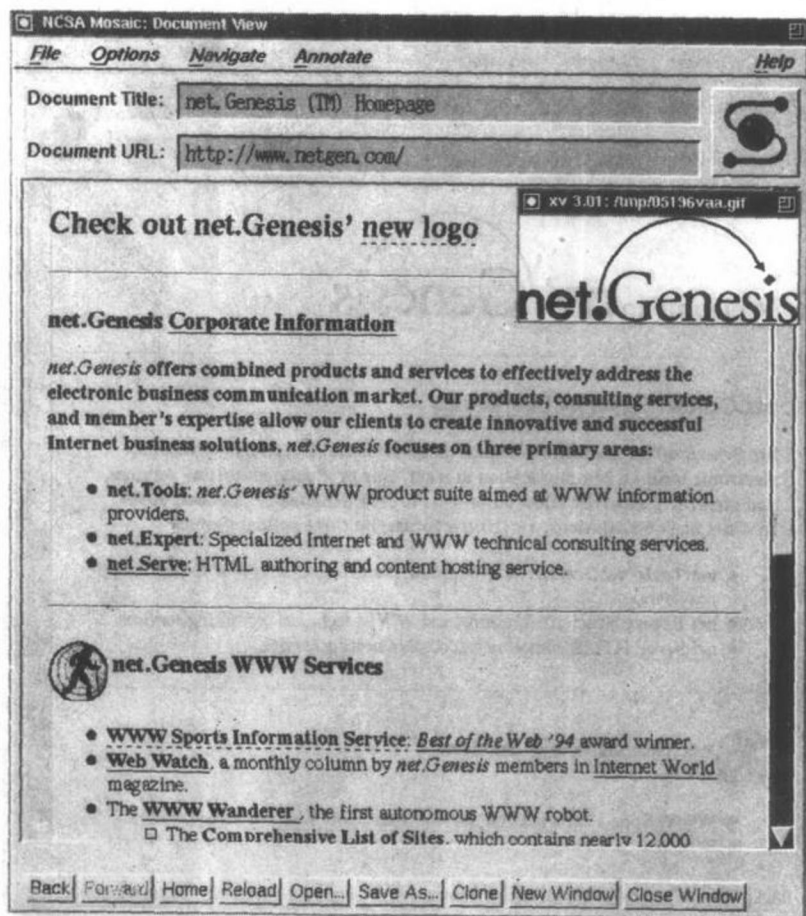 NCSA Mosaic: Document View
File Options Navigate Annotate Help
Document Title: net.Genesis (TM) Homepage
Document URL: http://www.netgen.com/
xv 3.01: /tmp/05136vaa.gif
net.Genesis
Check out net.Genesis' new logo
net.Genesis Corporate Information
net.Genesis offers combined products and services to effectively address the
electronic business communication market. Our products, consulting services,
and member's expertise allow our clients to create innovative and successful
Internet business solutions. net.Genesis focuses on three primary areas:
net.Tools: net.Genesis' WWW product suite aimed at WWW information
providers.
net.Expert: Specialized Internet and WWW technical consulting services.
net.Serve: HTML authoring and content hosting service.
net.Genesis WWW Services
WWW Sports Information Service: Best of the Web '94 award winner.
Web Watch, a monthly column by net.Genesis members in Internet World
magazine.
The WWW Wanderer , the first autonomous WWW robot.
The Comprehensive List of Sites, which contains nearly 12,000
Back Forward Home Reload Open... Save As... Clone New Window Close Window